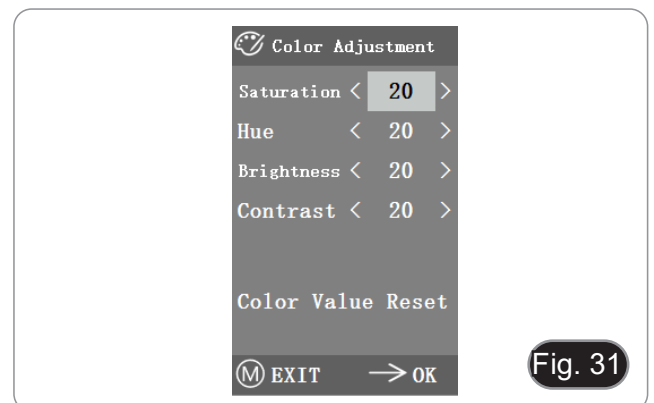 Color Adjustment
Saturation < 20 >
Hue < 20 >
Brightness < 20 >
Contrast < 20 >
Color Value Reset
M EXIT → OK
Fig. 31